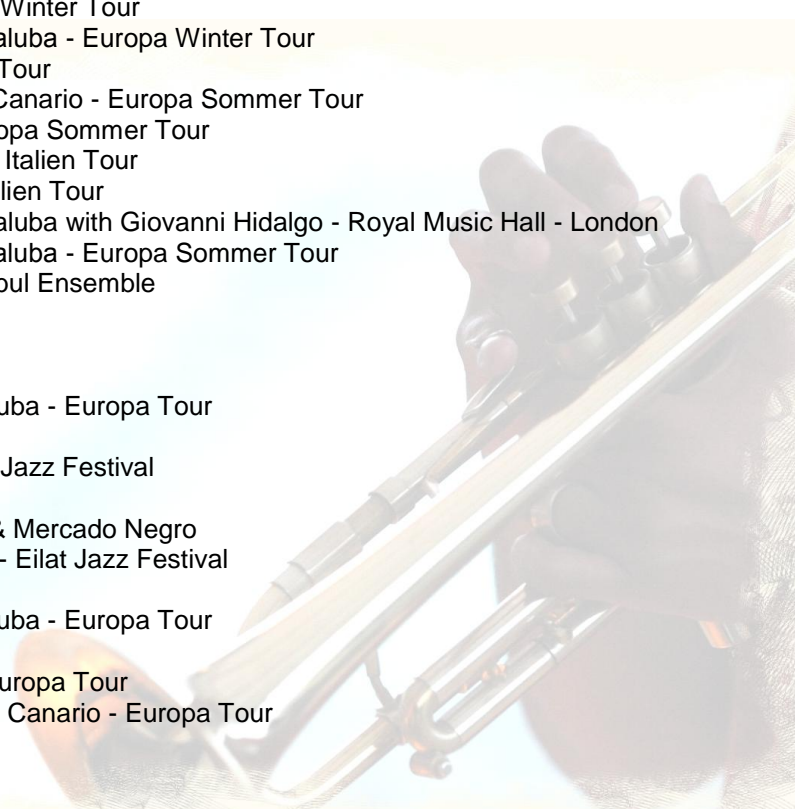 Winter Tour
aluba - Europa Winter Tour
Tour
Canario - Europa Sommer Tour
opa Sommer Tour
Italien Tour
lien Tour
aluba with Giovanni Hidalgo - Royal Music Hall - London
aluba - Europa Sommer Tour
oul Ensemble
uba - Europa Tour
Jazz Festival
& Mercado Negro
- Eilat Jazz Festival
uba - Europa Tour
uropa Tour
Canario - Europa Tour